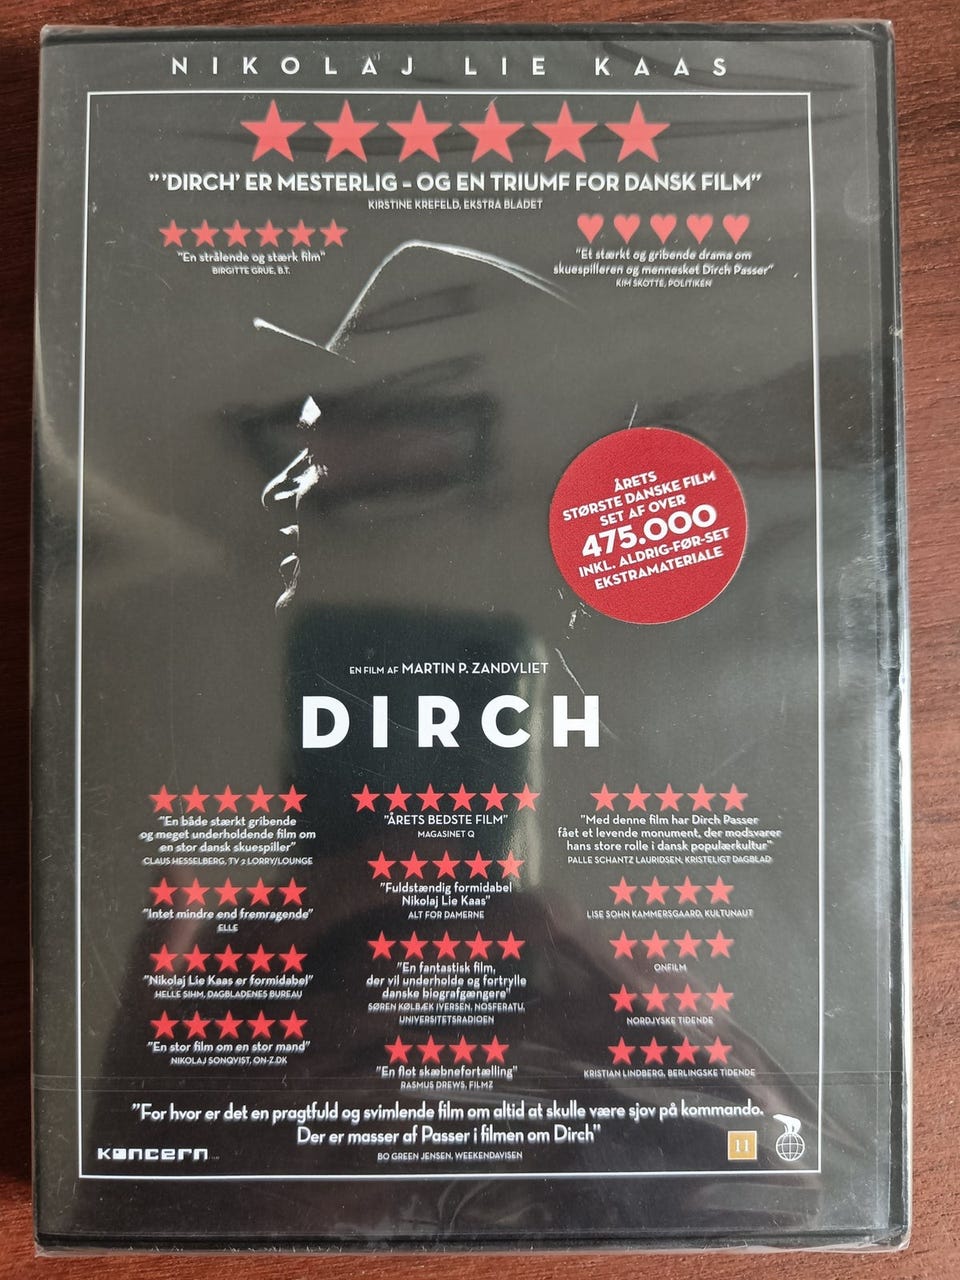 NIKOLAJ LIE KAAS
"'DIRCH' ER MESTERLIG – OG EN TRIUMF FOR DANSK FILM"
KIRSTINE KREFELD, EKSTRA BLADET
"En strålende og stærk film"
BIRGITTE GRUE, B.T.
"Et stærkt og gribende drama om
skuespilleren og mennesket Dirch Passer"
KIM SKOTTE, POLITIKEN
ÅRETS
STØRSTE DANSKE FILM
SET AF OVER
475.000
INKL. ALDRIG-FØR-SET
EKSTRAMATERIALE
EN FILM AF MARTIN P. ZANDVLIET
DIRCH
"En både stærkt gribende
og meget underholdende film om
en stor dansk skuespiller"
CLAUS HESSELBERG, TV 2 LORRY/LOUNGE
"Intet mindre end fremragende"
ELLE
"Nikolaj Lie Kaas er formidabel"
HELLE SIHM, DAGBLADENES BUREAU
"En stor film om en stor mand"
NIKOLAJ SONQVIST, ON-Z.DK
"ÅRETS BEDSTE FILM"
MAGASINET Q
"Fuldstændig formidabel
Nikolaj Lie Kaas"
ALT FOR DAMERNE
"En fantastisk film,
der vil underholde og fortrylle
danske biografgængere"
SØREN KØLBÆK IVERSEN, NOSFERATU,
UNIVERSITETSRADIOEN
"En flot skæbnefortælling"
RASMUS DREWS, FILMZ
"Med denne film har Dirch Passer
fået et levende monument, der modsvarer
hans store rolle i dansk populærkultur"
PALLE SCHANTZ LAURIDSEN, KRISTELIGT DAGBLAD
LISE SOHN KAMMERSGAARD, KULTUNAUT
ONFILM
NORDJYSKE TIDENDE
KRISTIAN LINDBERG, BERLINGSKE TIDENDE
"For hvor er det en pragtfuld og svimlende film om altid at skulle være sjov på kommando.
Der er masser af Passer i filmen om Dirch"
BO GREEN JENSEN, WEEKENDAVISEN
KONCERN
11